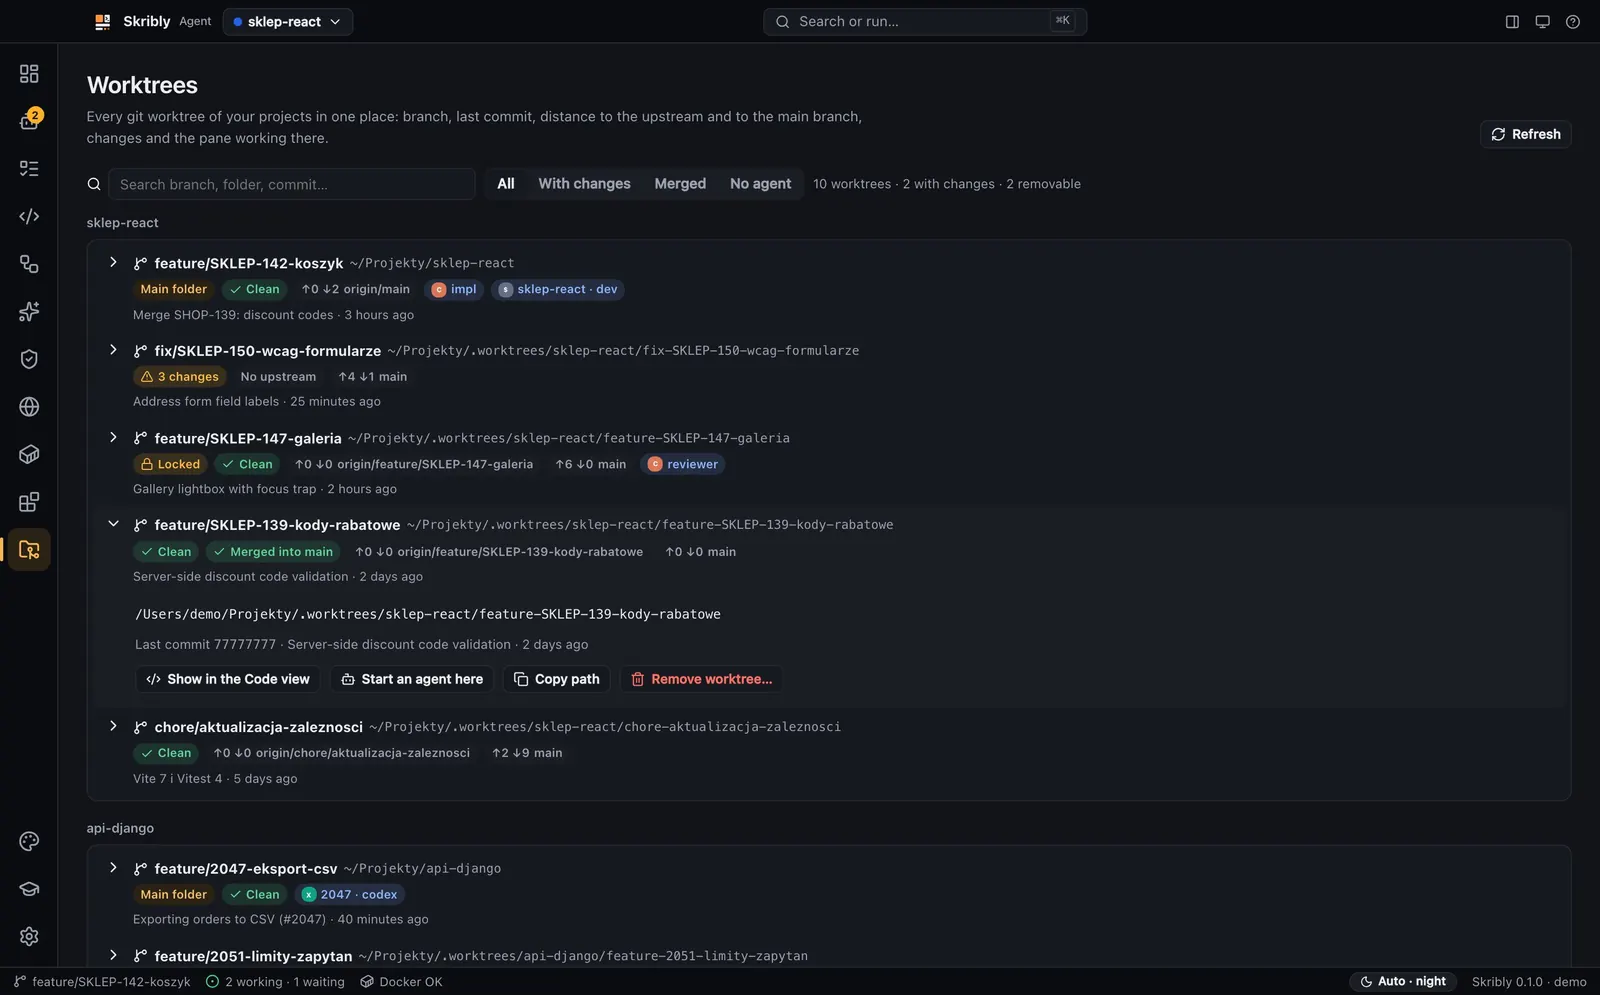 Skribly Agent sklep-react Search or run... ⌘K
2
Worktrees
Every git worktree of your projects in one place: branch, last commit, distance to the upstream and to the main branch,
changes and the pane working there.
Refresh
Search branch, folder, commit... All With changes Merged No agent 10 worktrees · 2 with changes · 2 removable
sklep-react
feature/SKLEP-142-koszyk ~/Projekty/sklep-react
Main folder Clean ↑0 ↓2 origin/main c impl s sklep-react · dev
Merge SHOP-139: discount codes · 3 hours ago
fix/SKLEP-150-wcag-formularze ~/Projekty/.worktrees/sklep-react/fix-SKLEP-150-wcag-formularze
3 changes No upstream ↑4 ↓1 main
Address form field labels · 25 minutes ago
feature/SKLEP-147-galeria ~/Projekty/.worktrees/sklep-react/feature-SKLEP-147-galeria
Locked Clean ↑0 ↓0 origin/feature/SKLEP-147-galeria ↑6 ↓0 main c reviewer
Gallery lightbox with focus trap · 2 hours ago
feature/SKLEP-139-kody-rabatowe ~/Projekty/.worktrees/sklep-react/feature-SKLEP-139-kody-rabatowe
Clean Merged into main ↑0 ↓0 origin/feature/SKLEP-139-kody-rabatowe ↑0 ↓0 main
Server-side discount code validation · 2 days ago
/Users/demo/Projekty/.worktrees/sklep-react/feature-SKLEP-139-kody-rabatowe
Last commit 77777777 · Server-side discount code validation · 2 days ago
Show in the Code view Start an agent here Copy path Remove worktree...
chore/aktualizacja-zaleznosci ~/Projekty/.worktrees/sklep-react/chore-aktualizacja-zaleznosci
Clean ↑0 ↓0 origin/chore/aktualizacja-zaleznosci ↑2 ↓9 main
Vite 7 i Vitest 4 · 5 days ago
api-django
feature/2047-eksport-csv ~/Projekty/api-django
Main folder Clean x 2047 · codex
Exporting orders to CSV (#2047) · 40 minutes ago
feature/2051-limity-zapytan ~/Projekty/.worktrees/api-django/feature-2051-limity-zapytan
feature/SKLEP-142-koszyk 2 working · 1 waiting Docker OK Auto · night Skribly 0.1.0 · demo